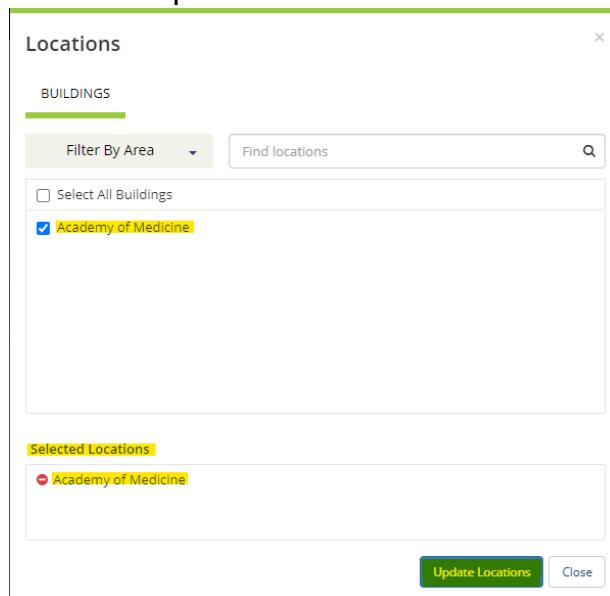 Locations
×
BUILDINGS
Filter By Area
Find locations
Select All Buildings
Academy of Medicine
Selected Locations
Academy of Medicine
Update Locations
Close